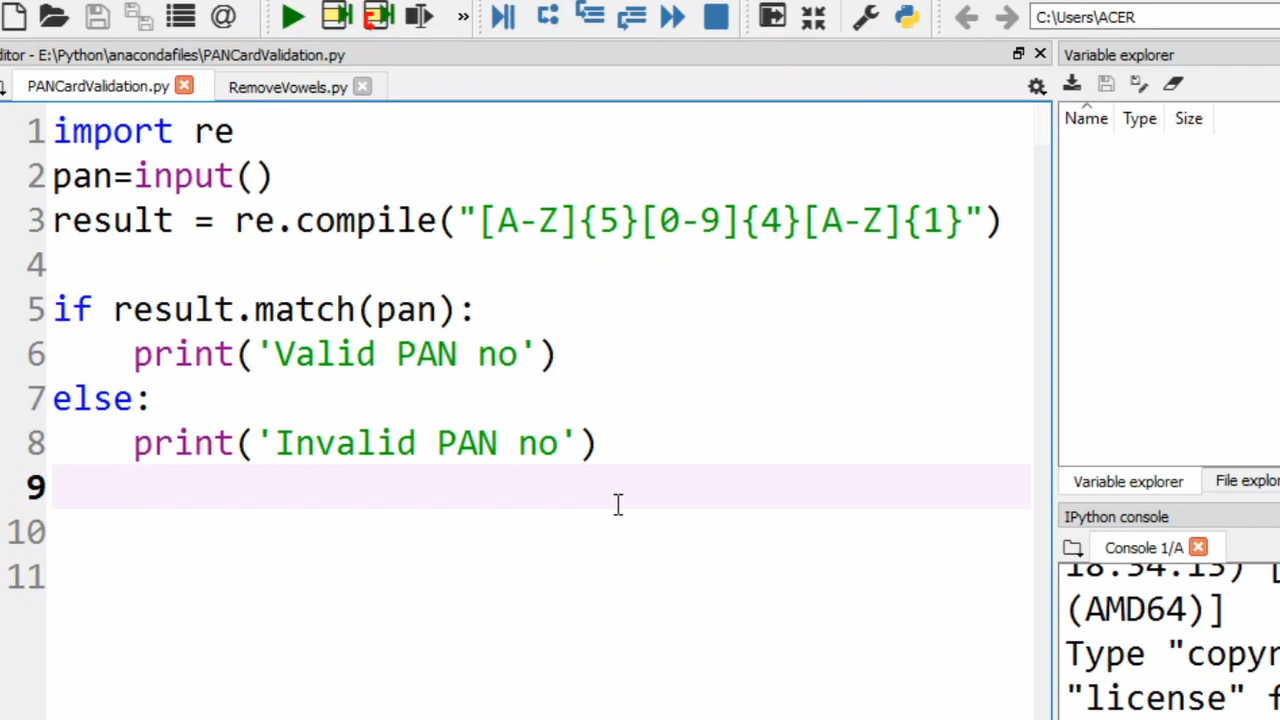 C:\Users\ACER
ditor - E:\Python\anacondafiles\PANCardValidation.py
Variable explorer
PANCardValidation.py
RemoveVowels.py
Name Type Size
1 import re
2 pan=input()
3 result = re.compile("[A-Z]{5}[0-9]{4}[A-Z]{1}")
4
5 if result.match(pan):
6 print('Valid PAN no')
7 else:
8 print('Invalid PAN no')
9
10
11
Variable explorer File explor
IPython console
Console 1/A
18:54:13) [
(AMD64)]
Type "copyr
"license" f